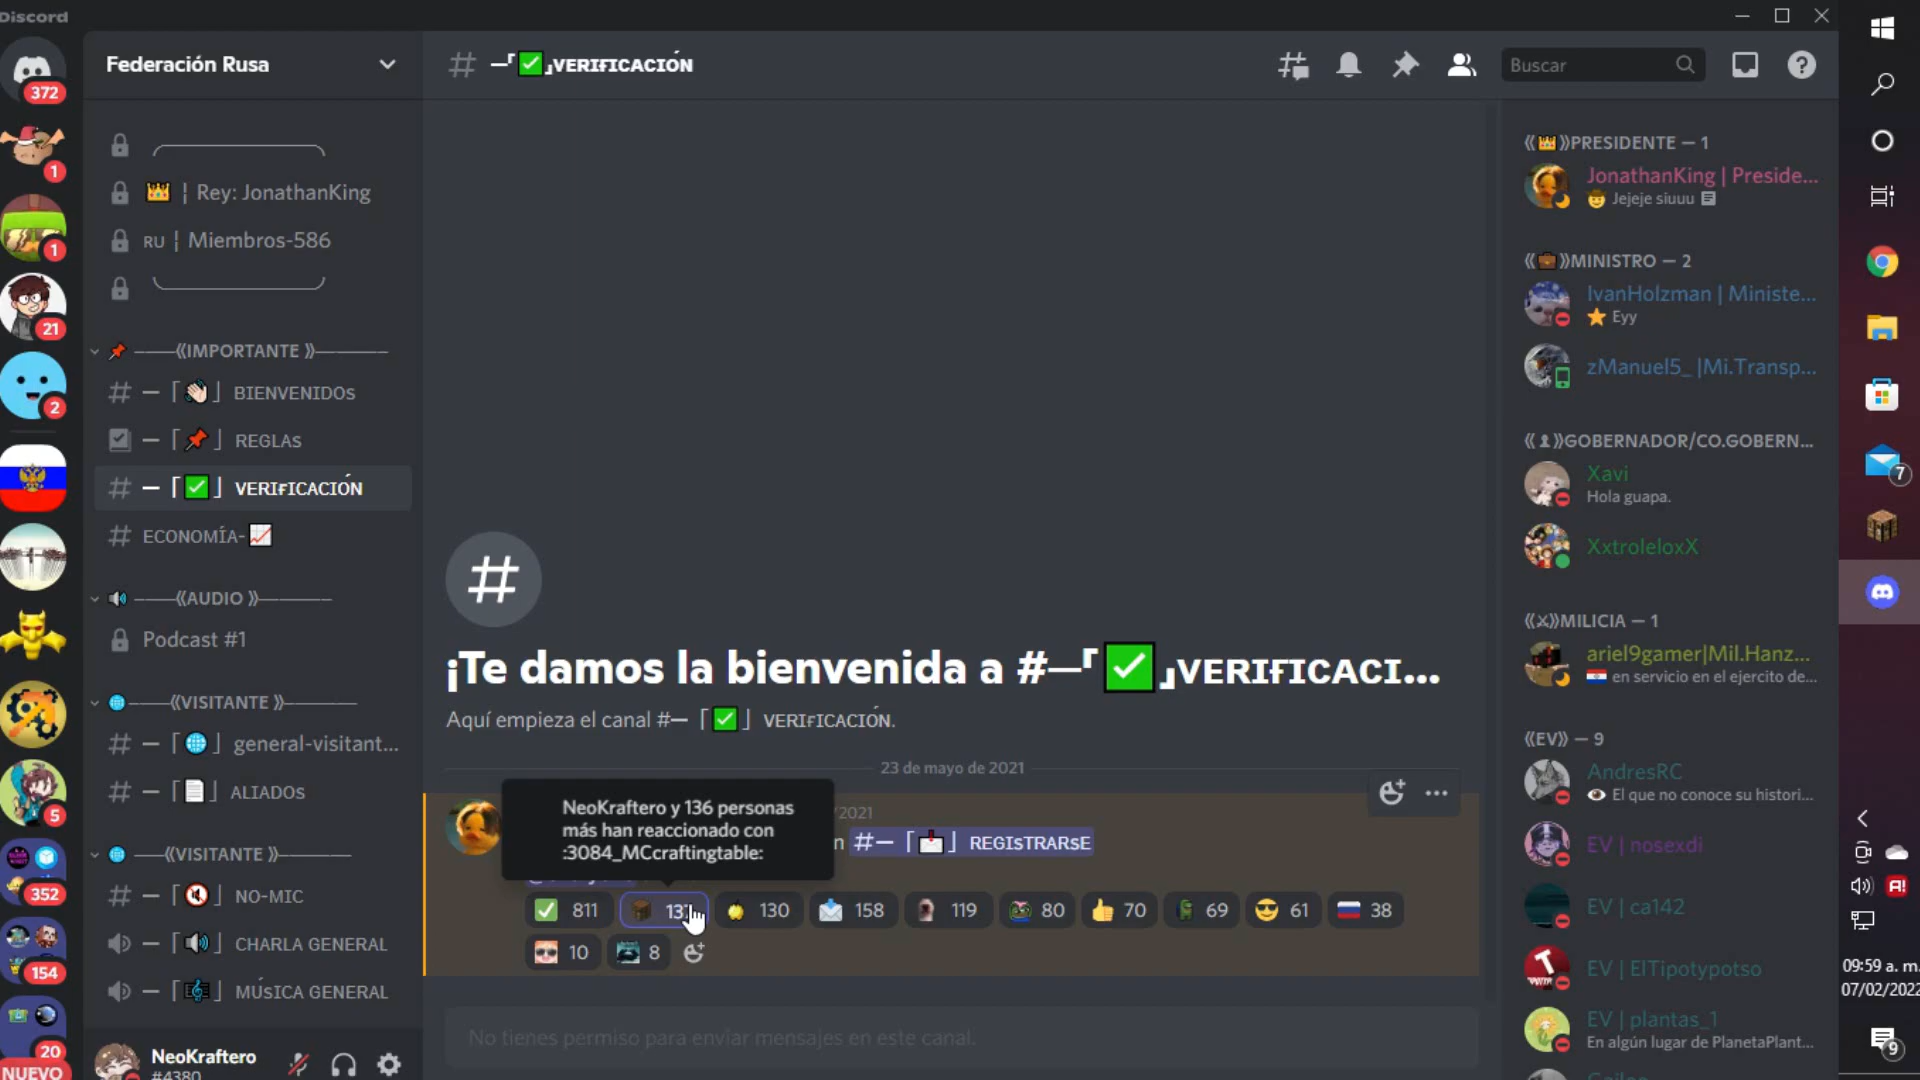 Discord
372
1
1
21
2
5
352
154
20
NUEVO
Federación Rusa
Rey: JonathanKing
RU ¦ Miembros-586
《IMPORTANTE》
BIENVENIDOS
REGLAS
VERIFICACIÓN
ECONOMÍA-
《AUDIO》
Podcast #1
《VISITANTE》
general-visitant...
ALIADOS
《VISITANTE》
NO-MIC
CHARLA GENERAL
MÚSICA GENERAL
NeoKraftero
#4380
# —「✅」VERIFICACIÓN
Buscar
¡Te damos la bienvenida a #—「✅」VERIFICACI...
Aquí empieza el canal #—「✅」VERIFICACIÓN.
23 de mayo de 2021
/2021
NeoKraftero y 136 personas
más han reaccionado con
:3084_MCcraftingtable:
n #—「📩」REGISTRARSE
811 137 130 158 119 80 70 69 61 38
10 8
No tienes permiso para enviar mensajes en este canal.
《👑》PRESIDENTE — 1
JonathanKing | Preside...
Jejeje siuuu
《💼》MINISTRO — 2
IvanHolzman | Ministe...
Eyy
zManuel5_ |Mi.Transp...
GOBERNADOR/CO.GOBERN...
Xavi
Hola guapa.
XxtroleloxX
《⚔》MILICIA — 1
ariel9gamer|Mil.Hanz...
en servicio en el ejercito de...
《EV》 — 9
AndresRC
El que no conoce su histori...
EV | nosexdi
EV | ca142
EV | ElTipotypotso
EV | plantas_1
En algún lugar de PlanetaPlant...
7
09:59 a. m.
07/02/2022
9